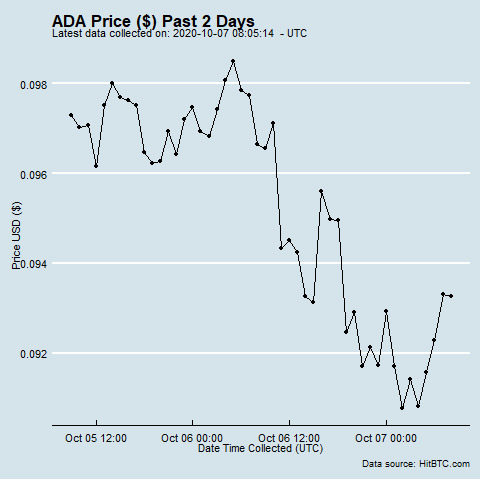 ADA Price ($) Past 2 Days
Latest data collected on: 2020-10-07 08:05:14  - UTC
0.098
0.096
0.094
0.092
Price USD ($)
Oct 05 12:00
Oct 06 00:00
Oct 06 12:00
Oct 07 00:00
Date Time Collected (UTC)
Data source: HitBTC.com